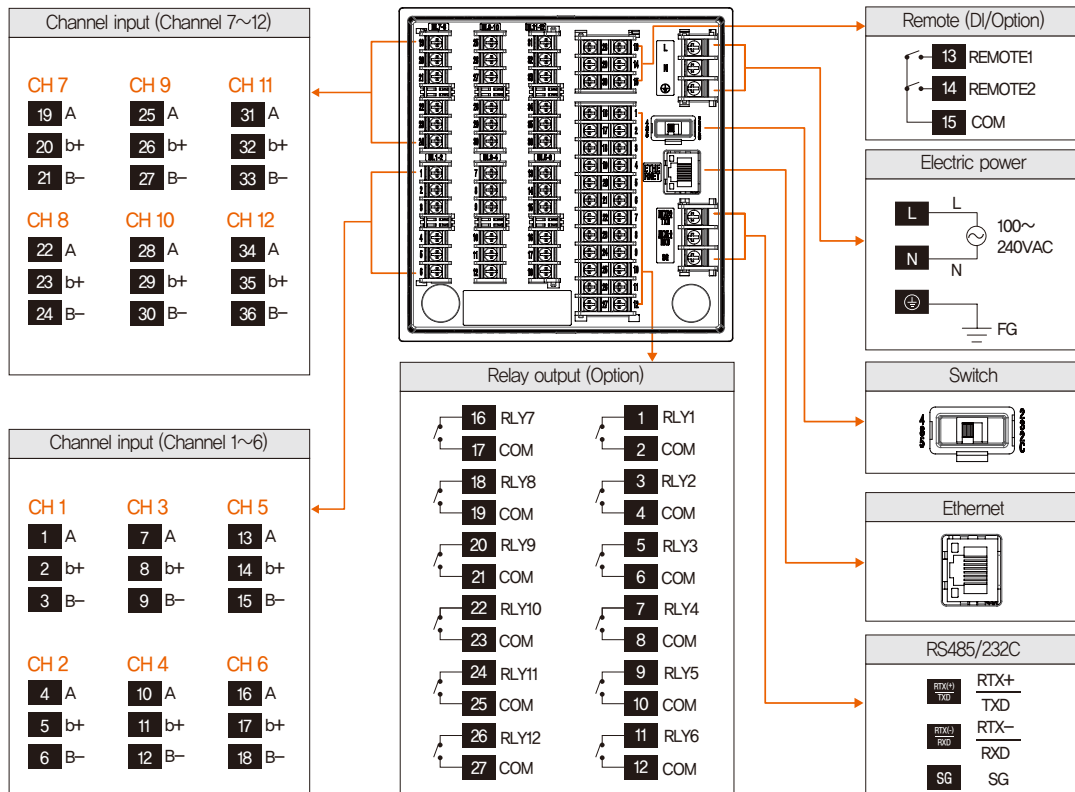 Channel input (Channel 7~12)
CH 7 CH 9 CH 11
19 A 25 A 31 A
20 b+ 26 b+ 32 b+
21 B− 27 B− 33 B−
CH 8 CH 10 CH 12
22 A 28 A 34 A
23 b+ 29 b+ 35 b+
24 B− 30 B− 36 B−
Channel input (Channel 1~6)
CH 1 CH 3 CH 5
1 A 7 A 13 A
2 b+ 8 b+ 14 b+
3 B− 9 B− 15 B−
CH 2 CH 4 CH 6
4 A 10 A 16 A
5 b+ 11 b+ 17 b+
6 B− 12 B− 18 B−
L
N
Relay output (Option)
16 RLY7 1 RLY1
17 COM 2 COM
18 RLY8 3 RLY2
19 COM 4 COM
20 RLY9 5 RLY3
21 COM 6 COM
22 RLY10 7 RLY4
23 COM 8 COM
24 RLY11 9 RLY5
25 COM 10 COM
26 RLY12 11 RLY6
27 COM 12 COM
Remote (DI/Option)
13 REMOTE1
14 REMOTE2
15 COM
Electric power
L L
100~
240VAC
N N
FG
Switch
Ethernet
RS485/232C
RTX(+) RTX+
TXD TXD
RTX(-) RTX−
RXD RXD
SG SG